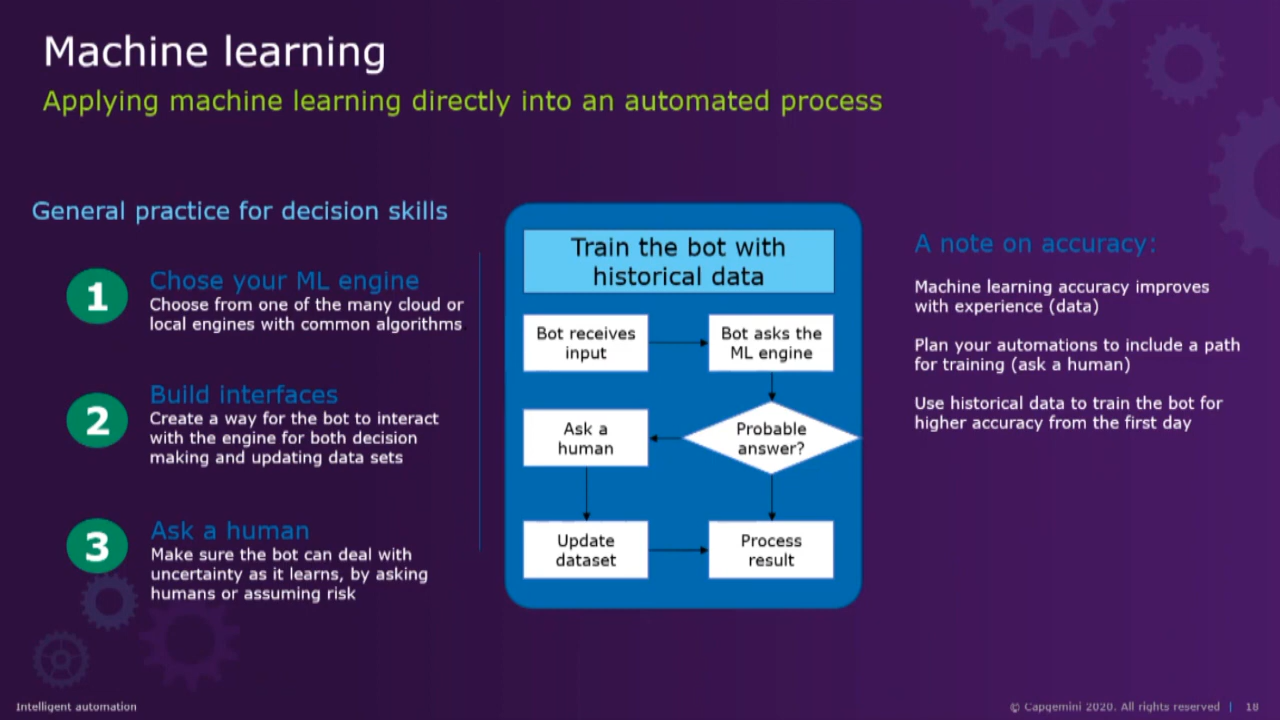 Machine learning
Applying machine learning directly into an automated process
General practice for decision skills
1
Chose your ML engine
Choose from one of the many cloud or
local engines with common algorithms.
2
Build interfaces
Create a way for the bot to interact
with the engine for both decision
making and updating data sets
3
Ask a human
Make sure the bot can deal with
uncertainty as it learns, by asking
humans or assuming risk
Train the bot with
historical data
Bot receives
input
Bot asks the
ML engine
Ask a
human
Probable
answer?
Update
dataset
Process
result
A note on accuracy:
Machine learning accuracy improves
with experience (data)
Plan your automations to include a path
for training (ask a human)
Use historical data to train the bot for
higher accuracy from the first day
Intelligent automation
© Capgemini 2020. All rights reserved | 18